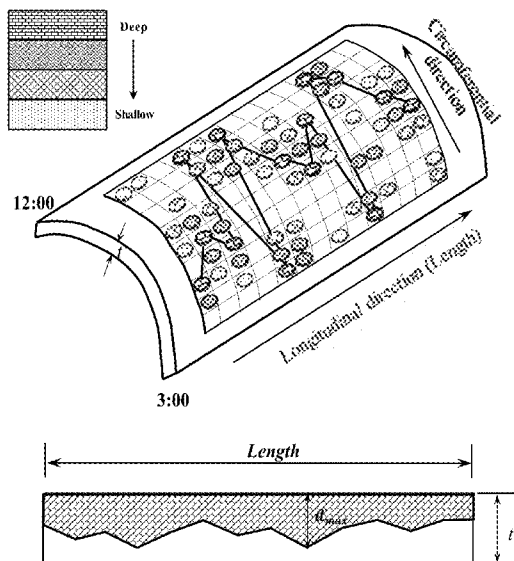 Deep
Shallow
Circumferential
direction
12:00
Longitudinal direction (Length)
3:00
Length
d_max
t